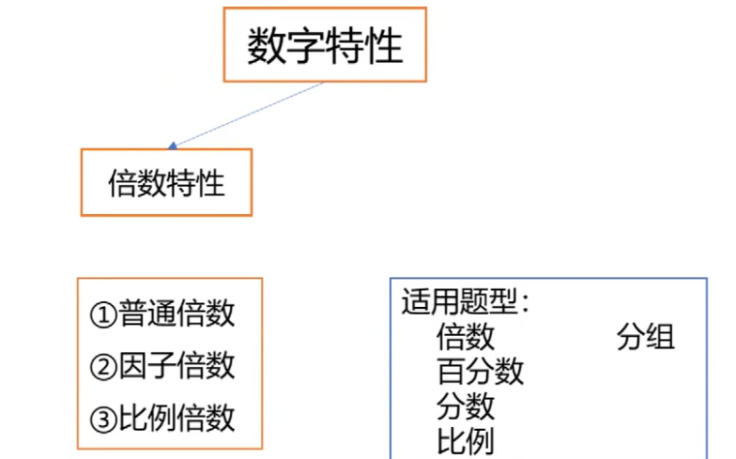 数字特性
倍数特性
①普通倍数
②因子倍数
③比例倍数
适用题型：
倍数 分组
百分数
分数
比例